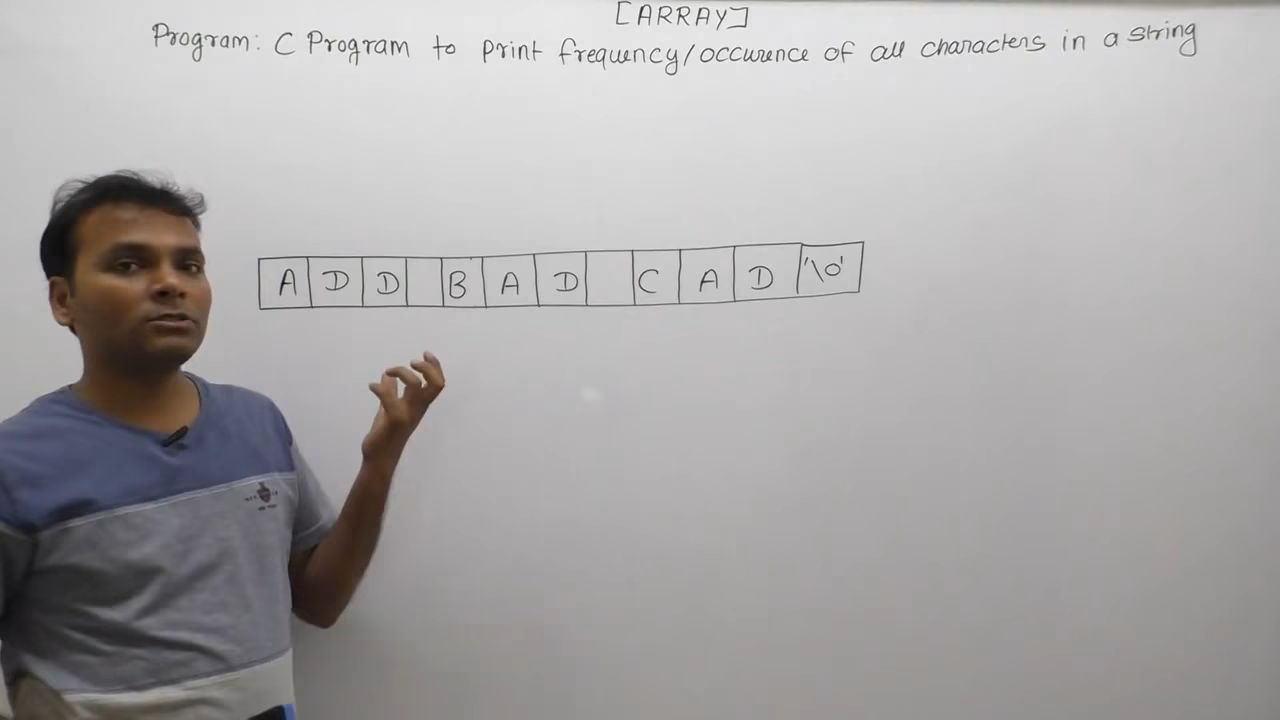 [ARRAY]
Program: C Program to print frequency/occurence of all characters in a string
A D D B A D C A D '\0'